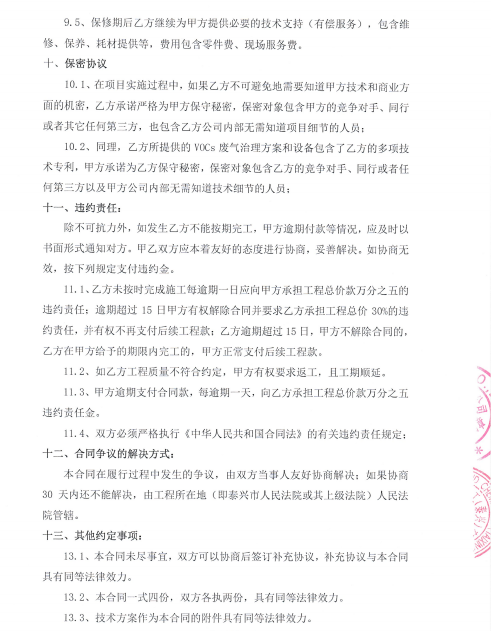 9.5、保修期后乙方继续为甲方提供必要的技术支持（有偿服务），包含维
修、保养、耗材提供等，费用包含零件费、现场服务费。
十、保密协议
10.1、在项目实施过程中，如果乙方不可避免地需要知道甲方技术和商业方
面的机密，乙方承诺严格为甲方保守秘密，保密对象包含甲方的竞争对手、同行
或者其它任何第三方，也包含乙方公司内部无需知道项目细节的人员；
10.2、同理，乙方所提供的 VOCs 废气治理方案和设备包含了乙方的多项技
术专利，甲方承诺为乙方保守秘密，保密对象包含了乙方的竞争对手、同行或者任
何第三方以及甲方公司内部无需知道技术细节的人员；
十一、违约责任：
除不可抗力外，如发生乙方不能按期完工，甲方逾期付款等情况，应及时以
书面形式通知对方。甲乙双方应本着友好的态度进行协商，妥善解决。如协商无
效，按下列规定支付违约金。
11.1、乙方未按时完成施工每逾期一日应向甲方承担工程总价款万分之五的
违约责任；逾期超过 15 日甲方有权解除合同并要求乙方承担工程总价 30%的违
约责任，并有权不再支付后续工程款；乙方逾期超过 15 日，甲方不解除合同的，
乙方在甲方给予的期限内完工的，甲方正常支付后续工程款。
11.2、如乙方工程质量不符合约定，甲方有权要求返工，且工期顺延。
11.3、甲方逾期支付合同款，每逾期一天，向乙方承担工程总价款万分之五
违约责任金。
11.4、双方必须严格执行《中华人民共和国合同法》的有关违约责任规定；
十二、合同争议的解决方式：
本合同在履行过程中发生的争议，由双方当事人友好协商解决；如果协商
30 天内还不能解决，由工程所在地（即泰兴市人民法院或其上级法院）人民法
院管辖。
十三、其他约定事项：
13.1、本合同未尽事宜，双方可以协商后签订补充协议，补充协议与本合同
具有同等法律效力。
13.2、本合同一式四份，双方各执两份，具有同等法律效力。
13.3、技术方案作为本合同的附件具有同等法律效力。